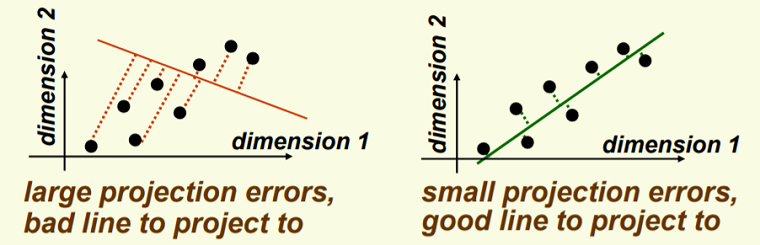 dimension 2
dimension 1
large projection errors,
bad line to project to
dimension 2
dimension 1
small projection errors,
good line to project to